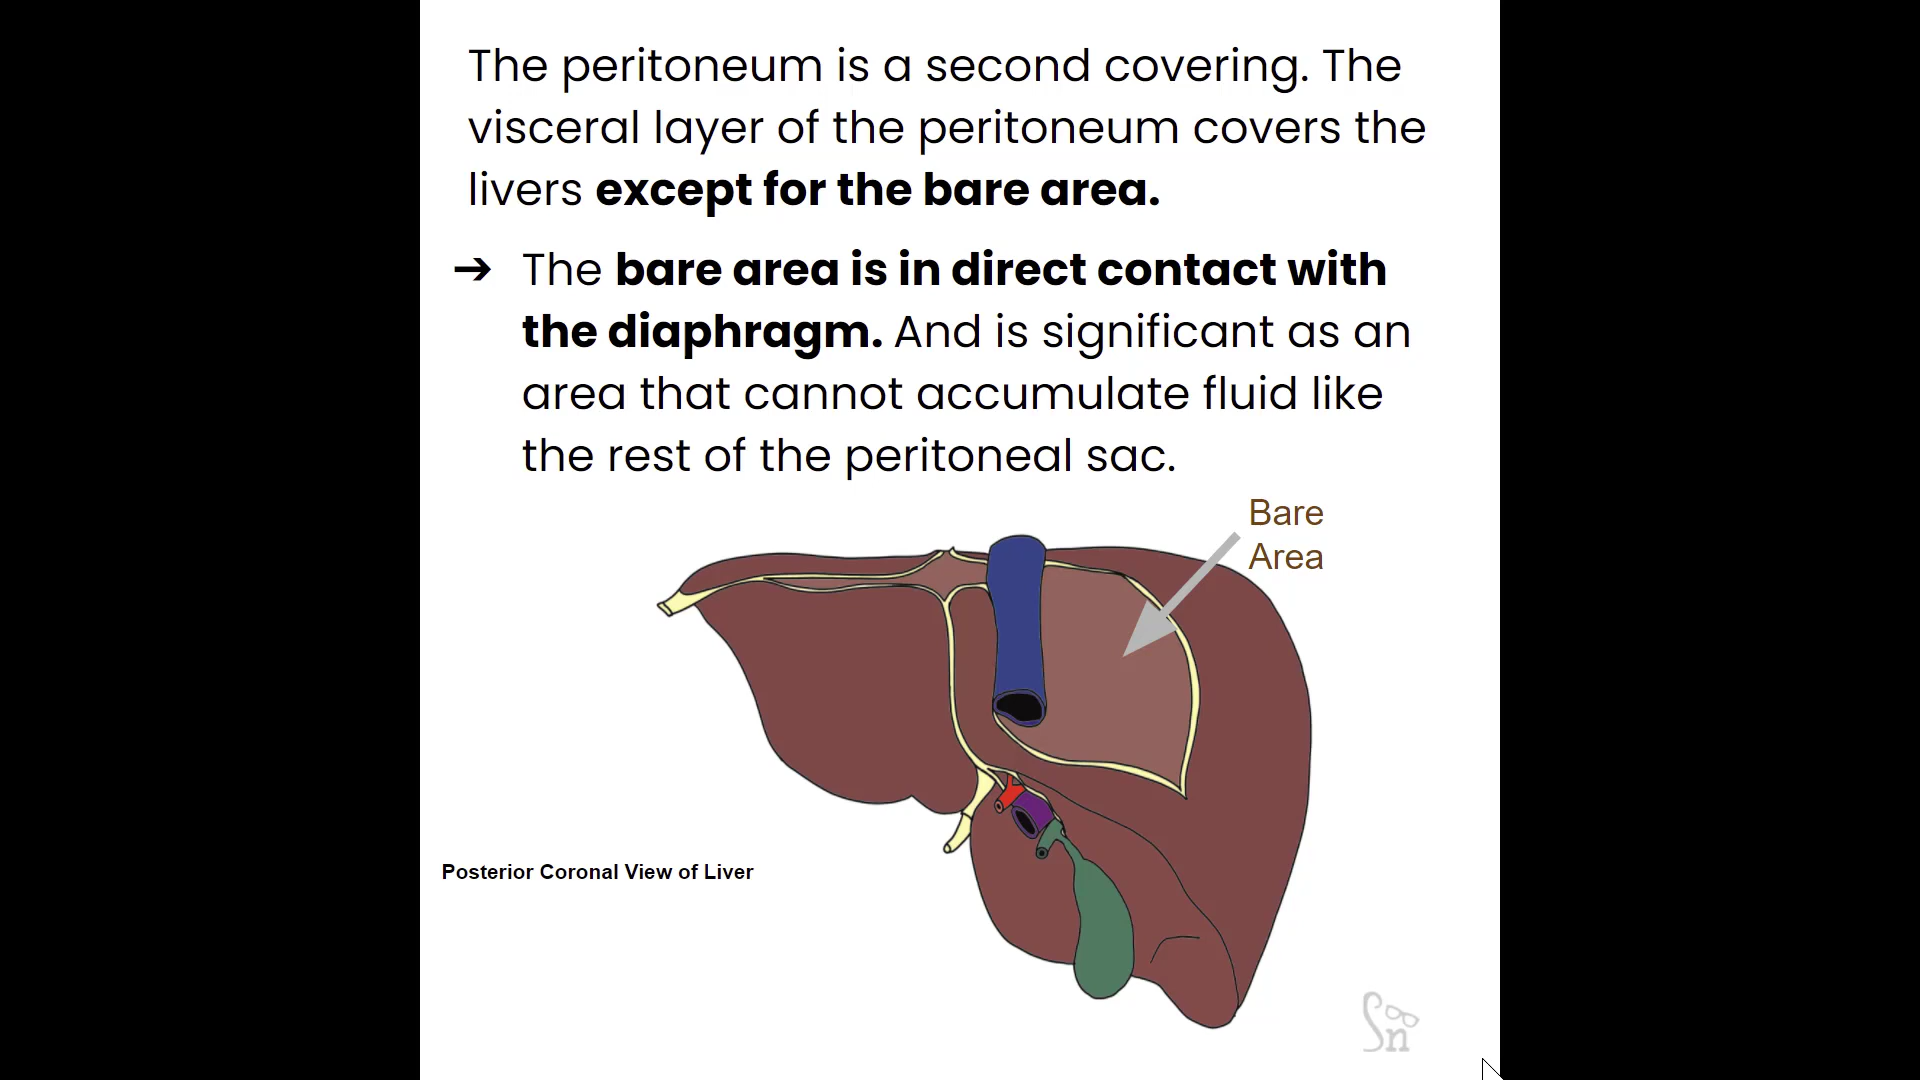 The peritoneum is a second covering. The
visceral layer of the peritoneum covers the
livers except for the bare area.
➔ The bare area is in direct contact with
the diaphragm. And is significant as an
area that cannot accumulate fluid like
the rest of the peritoneal sac.
Bare
Area
Posterior Coronal View of Liver
Sn